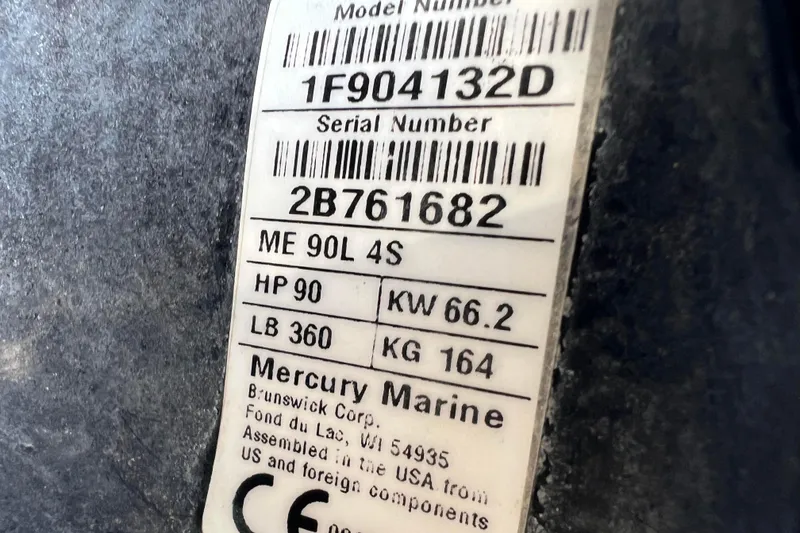 Model Number
1F904132D
Serial Number
2B761682
ME 90L 4S
HP 90 KW 66.2
LB 360 KG 164
Mercury Marine
Brunswick Corp.
Fond du Lac, WI 54935
Assembled in the USA from
US and foreign components
CE